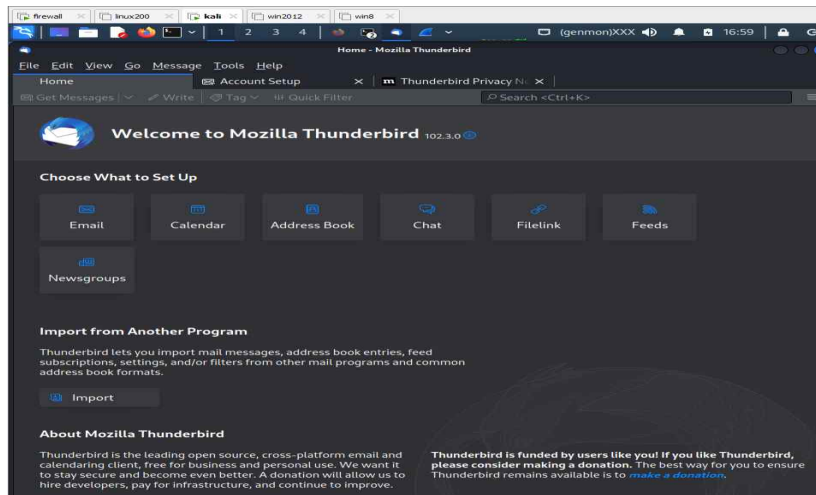 firewall linux200 kali win2012 win8
1 2 3 4 (genmon)XXX 16:59
Home - Mozilla Thunderbird
File Edit View Go Message Tools Help
Home Account Setup Thunderbird Privacy
Get Messages Write Tag Quick Filter Search <Ctrl+K>
Welcome to Mozilla Thunderbird 102.3.0
Choose What to Set Up
Email Calendar Address Book Chat Filelink Feeds
Newsgroups
Import from Another Program
Thunderbird lets you import mail messages, address book entries, feed
subscriptions, settings, and/or filters from other mail programs and common
address book formats.
Import
About Mozilla Thunderbird
Thunderbird is the leading open source, cross-platform email and
calendaring client, free for business and personal use. We want it
to stay secure and become even better. A donation will allow us to
hire developers, pay for infrastructure, and continue to improve.
Thunderbird is funded by users like you! If you like Thunderbird,
please consider making a donation. The best way for you to ensure
Thunderbird remains available is to make a donation.